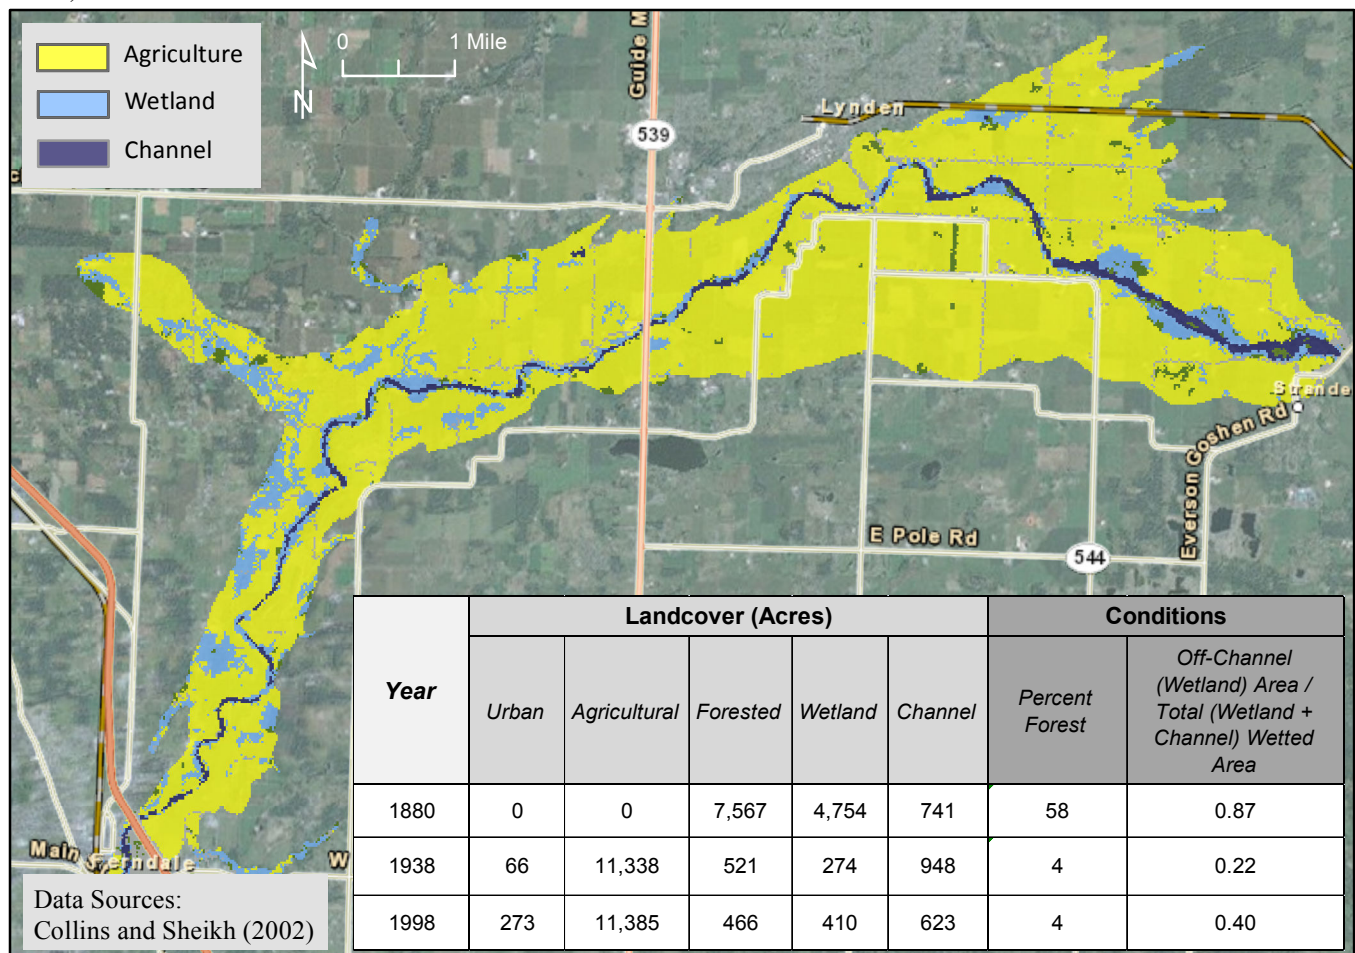 Agriculture
Wetland
Channel
0 1 Mile
N
Guide M
539
Lynden
Strande
Everson Goshen Rd
E Pole Rd
544
Main
Ferndale
W
Data Sources:
Collins and Sheikh (2002)
Year Landcover (Acres) Conditions
Urban Agricultural Forested Wetland Channel Percent Forest Off-Channel (Wetland) Area / Total (Wetland + Channel) Wetted Area
1880 0 0 7,567 4,754 741 58 0.87
1938 66 11,338 521 274 948 4 0.22
1998 273 11,385 466 410 623 4 0.40